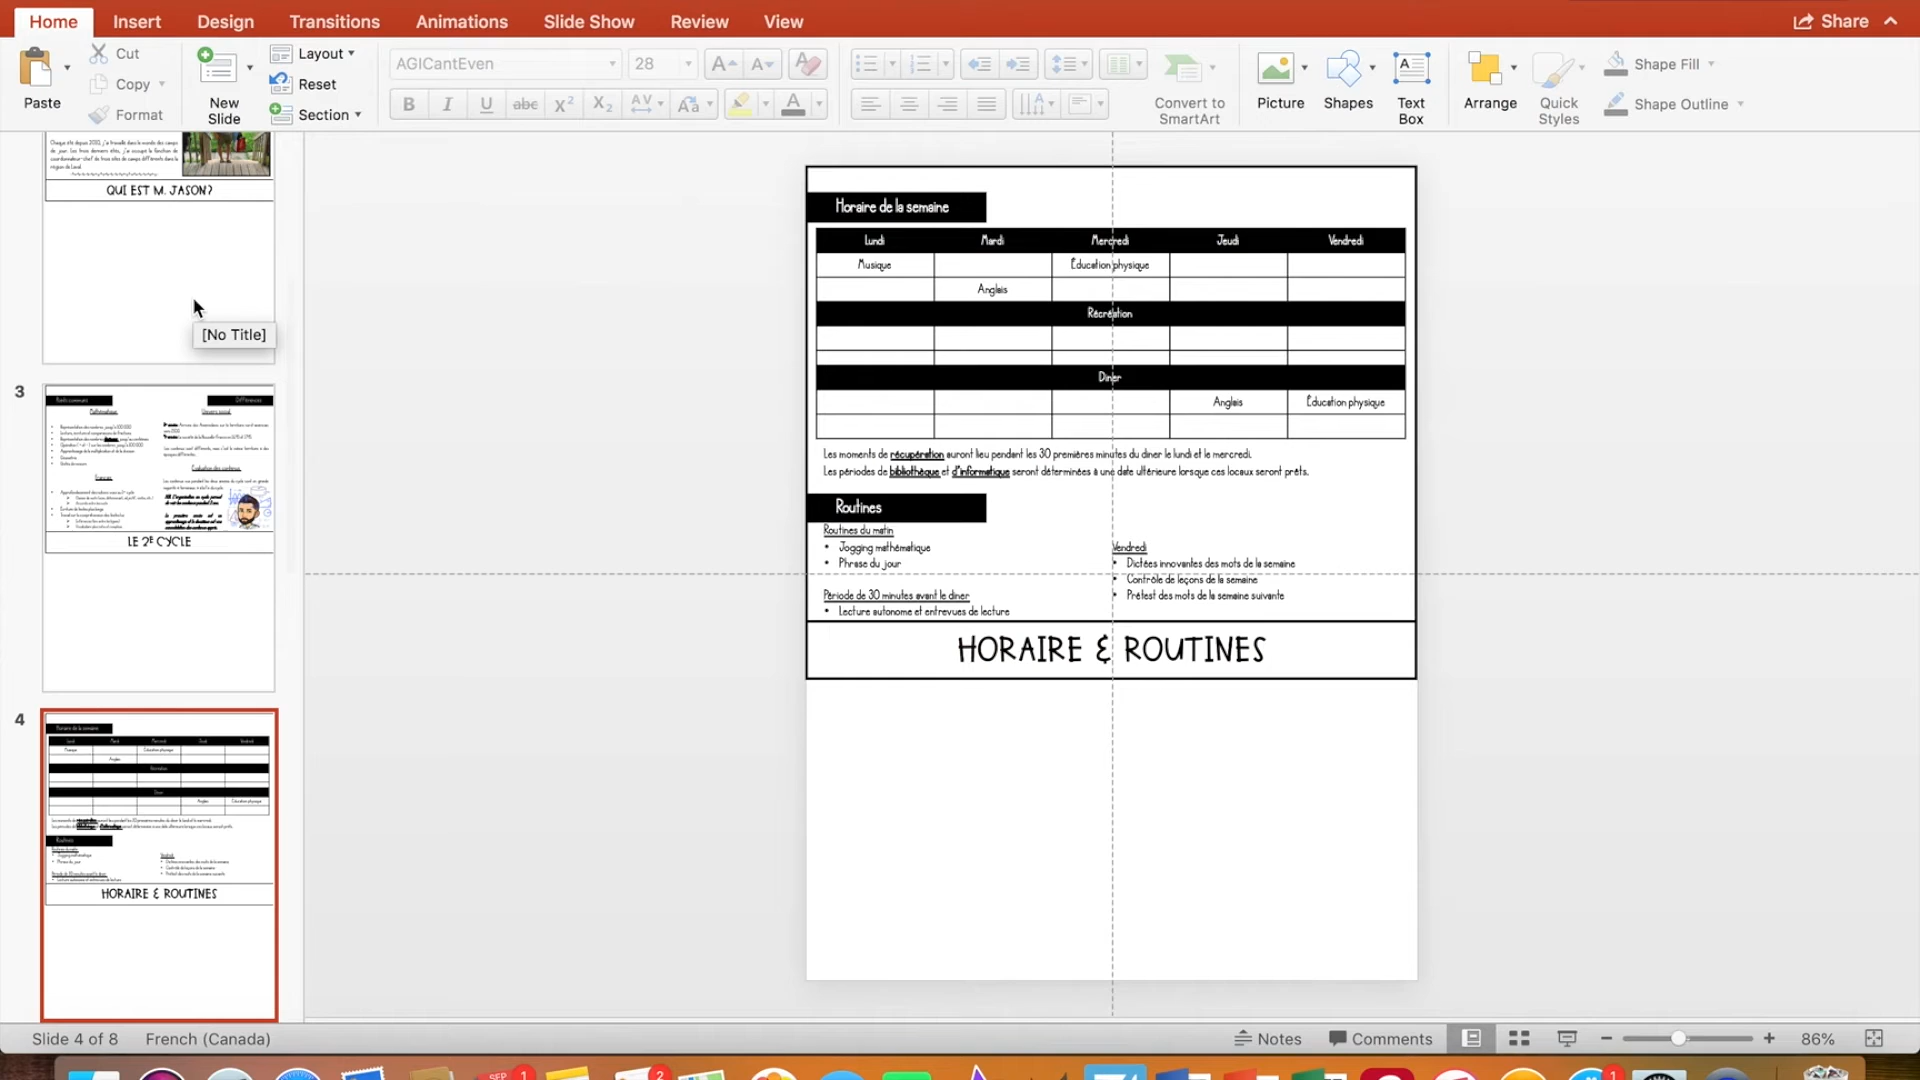 Home Insert Design Transitions Animations Slide Show Review View Share
Cut
Copy
Format
Paste
New Slide
Layout
Reset
Section
AGICantEven 28
Convert to SmartArt
Picture
Shapes
Text Box
Arrange
Quick Styles
Shape Fill
Shape Outline
QUI EST M. JASON?
[No Title]
3
LE 2E CYCLE
4
HORAIRE & ROUTINES
Horaire de la semaine
Lundi Mardi Mercredi Jeudi Vendredi
Musique Éducation physique
Anglais
Récréation
Diner
Anglais Éducation physique
Les moments de récupération auront lieu pendant les 30 premières minutes du diner le lundi et le mercredi.
Les périodes de bibliothèque et d'informatique seront déterminées à une date ultérieure lorsque ces locaux seront prêts.
Routines
Routines du matin
• Jogging mathématique
• Phrase du jour
Période de 30 minutes avant le diner
• Lecture autonome et entrevues de lecture
Vendredi
• Dictées innovantes des mots de la semaine
• Contrôle de leçons de la semaine
• Prétest des mots de la semaine suivante
HORAIRE & ROUTINES
Slide 4 of 8 French (Canada) Notes Comments 86%
SEP 1 2 1